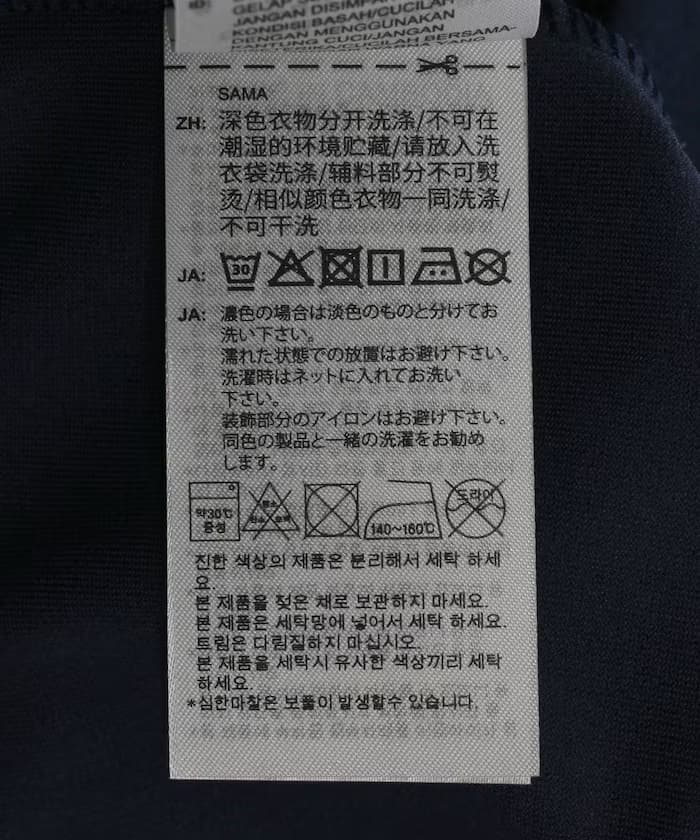 JANGAN DISIMPAN
KONDISI BASAH/CUCILAH
DENGAN MENGGUNAKAN
KANTUNG CUCI/JANGAN
SAMA
ZH: 深色衣物分开洗涤/不可在
潮湿的环境贮藏/请放入洗
衣袋洗涤/辅料部分不可熨
烫/相似颜色衣物一同洗涤/
不可干洗
JA: 30
JA: 濃色の場合は淡色のものと分けてお
洗い下さい。
濡れた状態での放置はお避け下さい。
洗濯時はネットに入れてお洗い
下さい。
装飾部分のアイロンはお避け下さい。
同色の製品と一緒の洗濯をお勧め
します。
약30℃ 140~160℃ 드라이
중성
진한 색상의 제품은 분리해서 세탁 하세
요.
본 제품을 젖은 채로 보관하지 마세요.
본 제품은 세탁망에 넣어서 세탁 하세요.
트림은 다림질하지 마십시오.
본 제품을 세탁시 유사한 색상끼리 세탁
하세요.
*심한마찰은 보풀이 발생할수 있습니다.